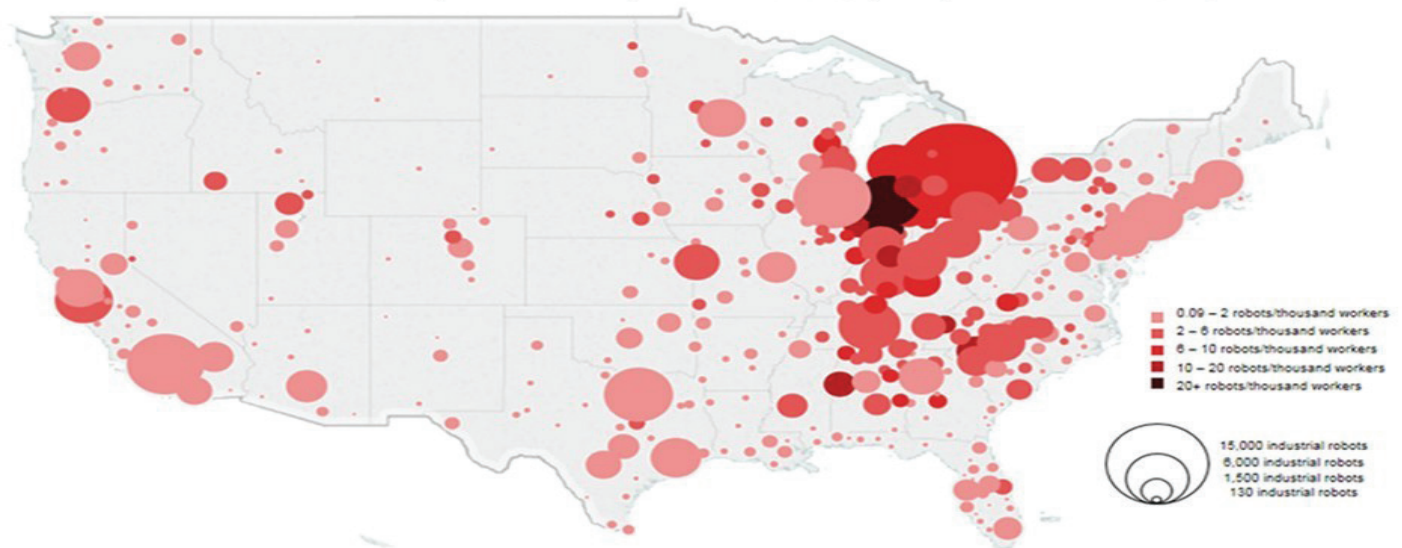 0.09 – 2 robots/thousand workers
2 – 6 robots/thousand workers
6 – 10 robots/thousand workers
10 – 20 robots/thousand workers
20+ robots/thousand workers
15,000 industrial robots
6,000 industrial robots
1,500 industrial robots
130 industrial robots